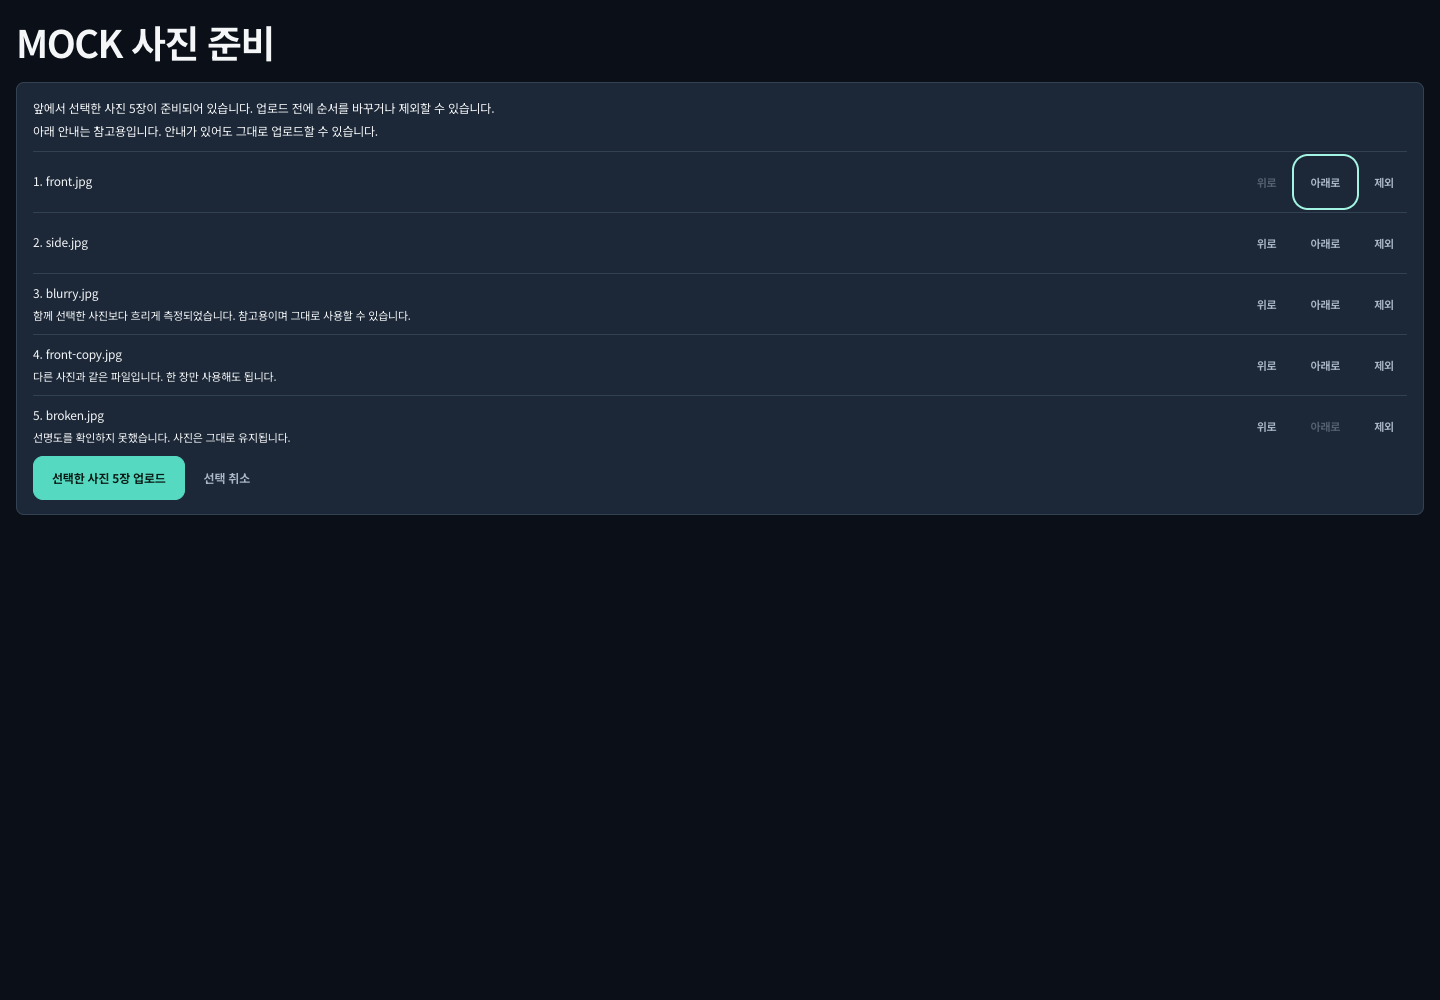 MOCK 사진 준비
앞에서 선택한 사진 5장이 준비되어 있습니다. 업로드 전에 순서를 바꾸거나 제외할 수 있습니다.
아래 안내는 참고용입니다. 안내가 있어도 그대로 업로드할 수 있습니다.
1. front.jpg 위로 아래로 제외
2. side.jpg 위로 아래로 제외
3. blurry.jpg
함께 선택한 사진보다 흐리게 측정되었습니다. 참고용이며 그대로 사용할 수 있습니다.
위로 아래로 제외
4. front-copy.jpg
다른 사진과 같은 파일입니다. 한 장만 사용해도 됩니다.
위로 아래로 제외
5. broken.jpg
선명도를 확인하지 못했습니다. 사진은 그대로 유지됩니다.
위로 아래로 제외
선택한 사진 5장 업로드 선택 취소